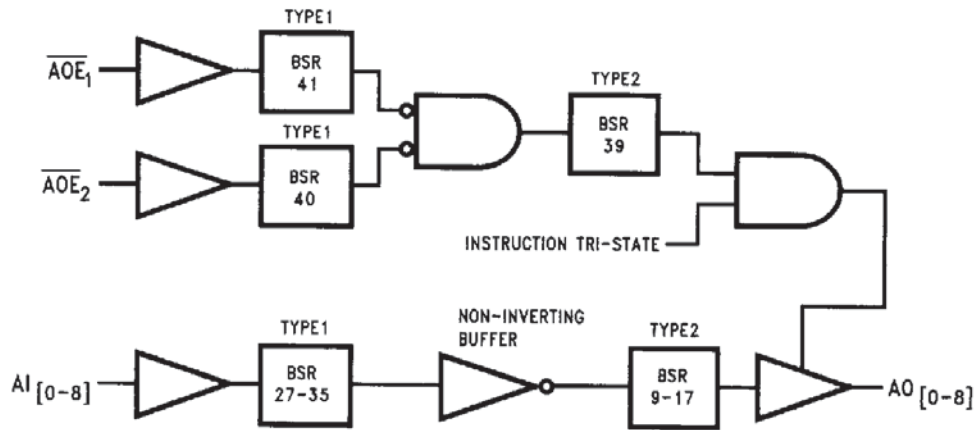 TYPE1
AOE1
BSR
41
TYPE2
BSR
39
TYPE1
AOE2
BSR
40
INSTRUCTION TRI-STATE
TYPE1
NON-INVERTING
BUFFER
TYPE2
AI[0-8]
BSR
27-35
BSR
9-17
AO[0-8]